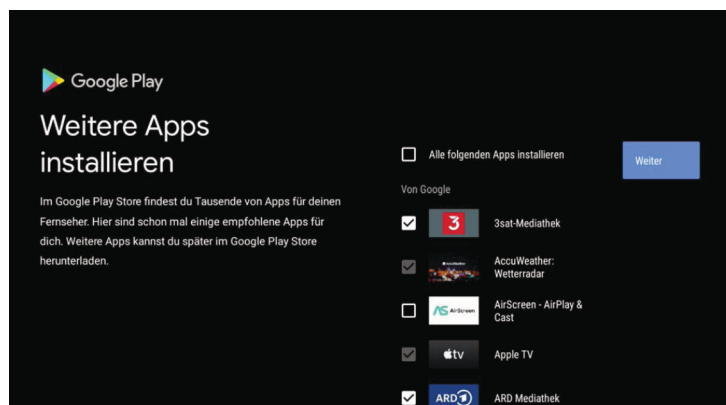 Google Play
Weitere Apps
installieren
Im Google Play Store findest du Tausende von Apps für deinen
Fernseher. Hier sind schon mal einige empfohlene Apps für
dich. Weitere Apps kannst du später im Google Play Store
herunterladen.
Alle folgenden Apps installieren
Weiter
Von Google
3
3sat-Mediathek
AccuWeather
AccuWeather:
Wetterradar
AS AirScreen
AirScreen - AirPlay &
Cast
tv
Apple TV
ARD 1
ARD Mediathek